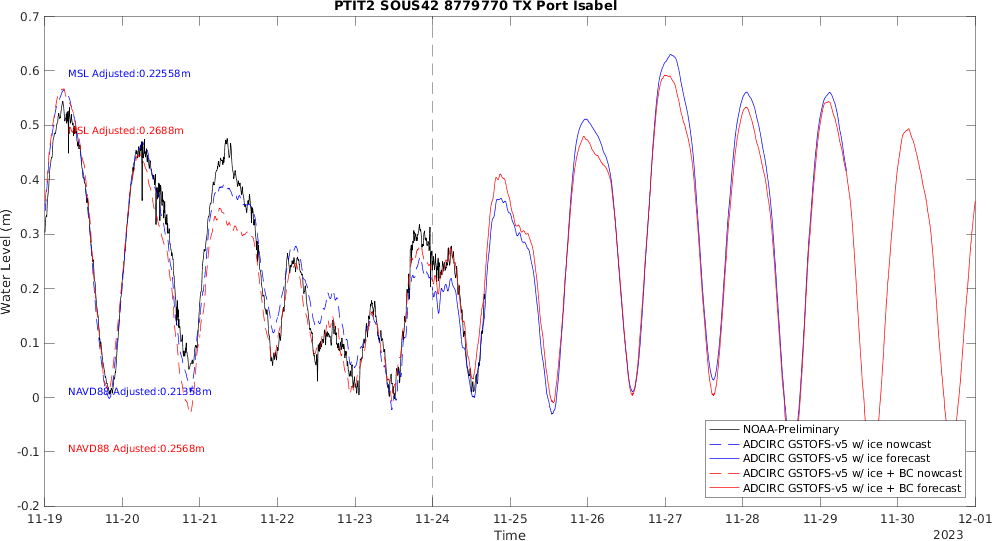 PTIT2 SOUS42 8779770 TX Port Isabel
0.7
0.6
0.5
0.4
0.3
0.2
0.1
0
-0.1
-0.2
Water Level (m)
MSL Adjusted:0.22558m
MSL Adjusted:0.2688m
NAVD88 Adjusted:0.21358m
NAVD88 Adjusted:0.2568m
NOAA-Preliminary
ADCIRC GSTOFS-v5 w/ ice nowcast
ADCIRC GSTOFS-v5 w/ ice forecast
ADCIRC GSTOFS-v5 w/ ice + BC nowcast
ADCIRC GSTOFS-v5 w/ ice + BC forecast
11-19 11-20 11-21 11-22 11-23 11-24 11-25 11-26 11-27 11-28 11-29 11-30 12-01
Time
2023